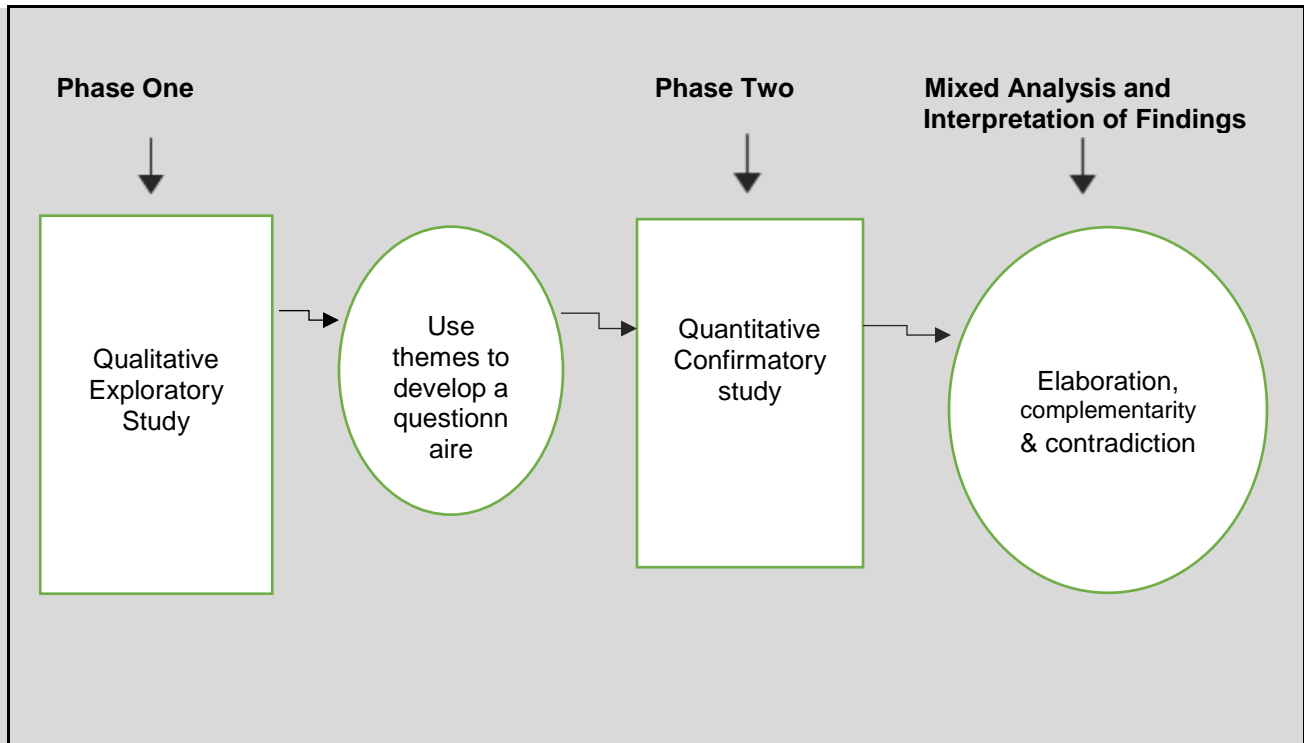 Phase One
Phase Two
Mixed Analysis and
Interpretation of Findings
Qualitative
Exploratory
Study
Use
themes to
develop a
questionn
aire
Quantitative
Confirmatory
study
Elaboration,
complementarity
& contradiction